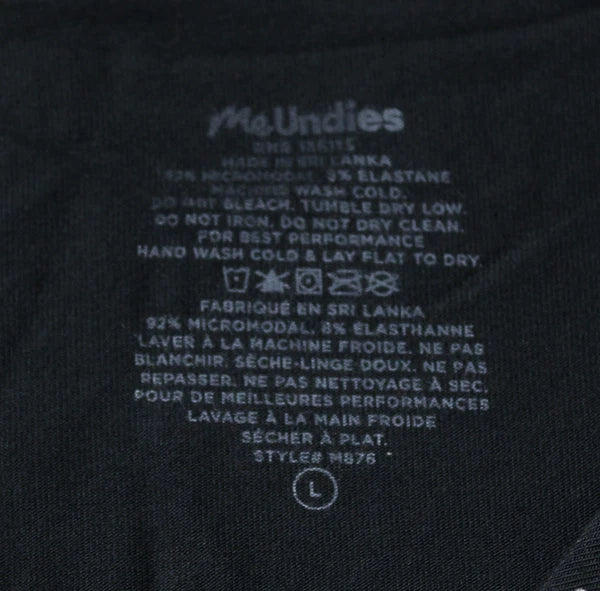 MeUndies
MADE IN SRI LANKA
92% MICROMODAL, 8% ELASTANE
MACHINE WASH COLD.
DO NOT BLEACH. TUMBLE DRY LOW.
DO NOT IRON. DO NOT DRY CLEAN.
FOR BEST PERFORMANCE
HAND WASH COLD & LAY FLAT TO DRY.
FABRIQUÉ EN SRI LANKA
92% MICROMODAL, 8% ÉLASTHANNE
LAVER À LA MACHINE FROIDE. NE PAS
BLANCHIR. SÈCHE-LINGE DOUX. NE PAS
REPASSER. NE PAS NETTOYAGE À SEC.
POUR DE MEILLEURES PERFORMANCES
LAVAGE À LA MAIN FROIDE
SÉCHER À PLAT.
STYLE# M876
L